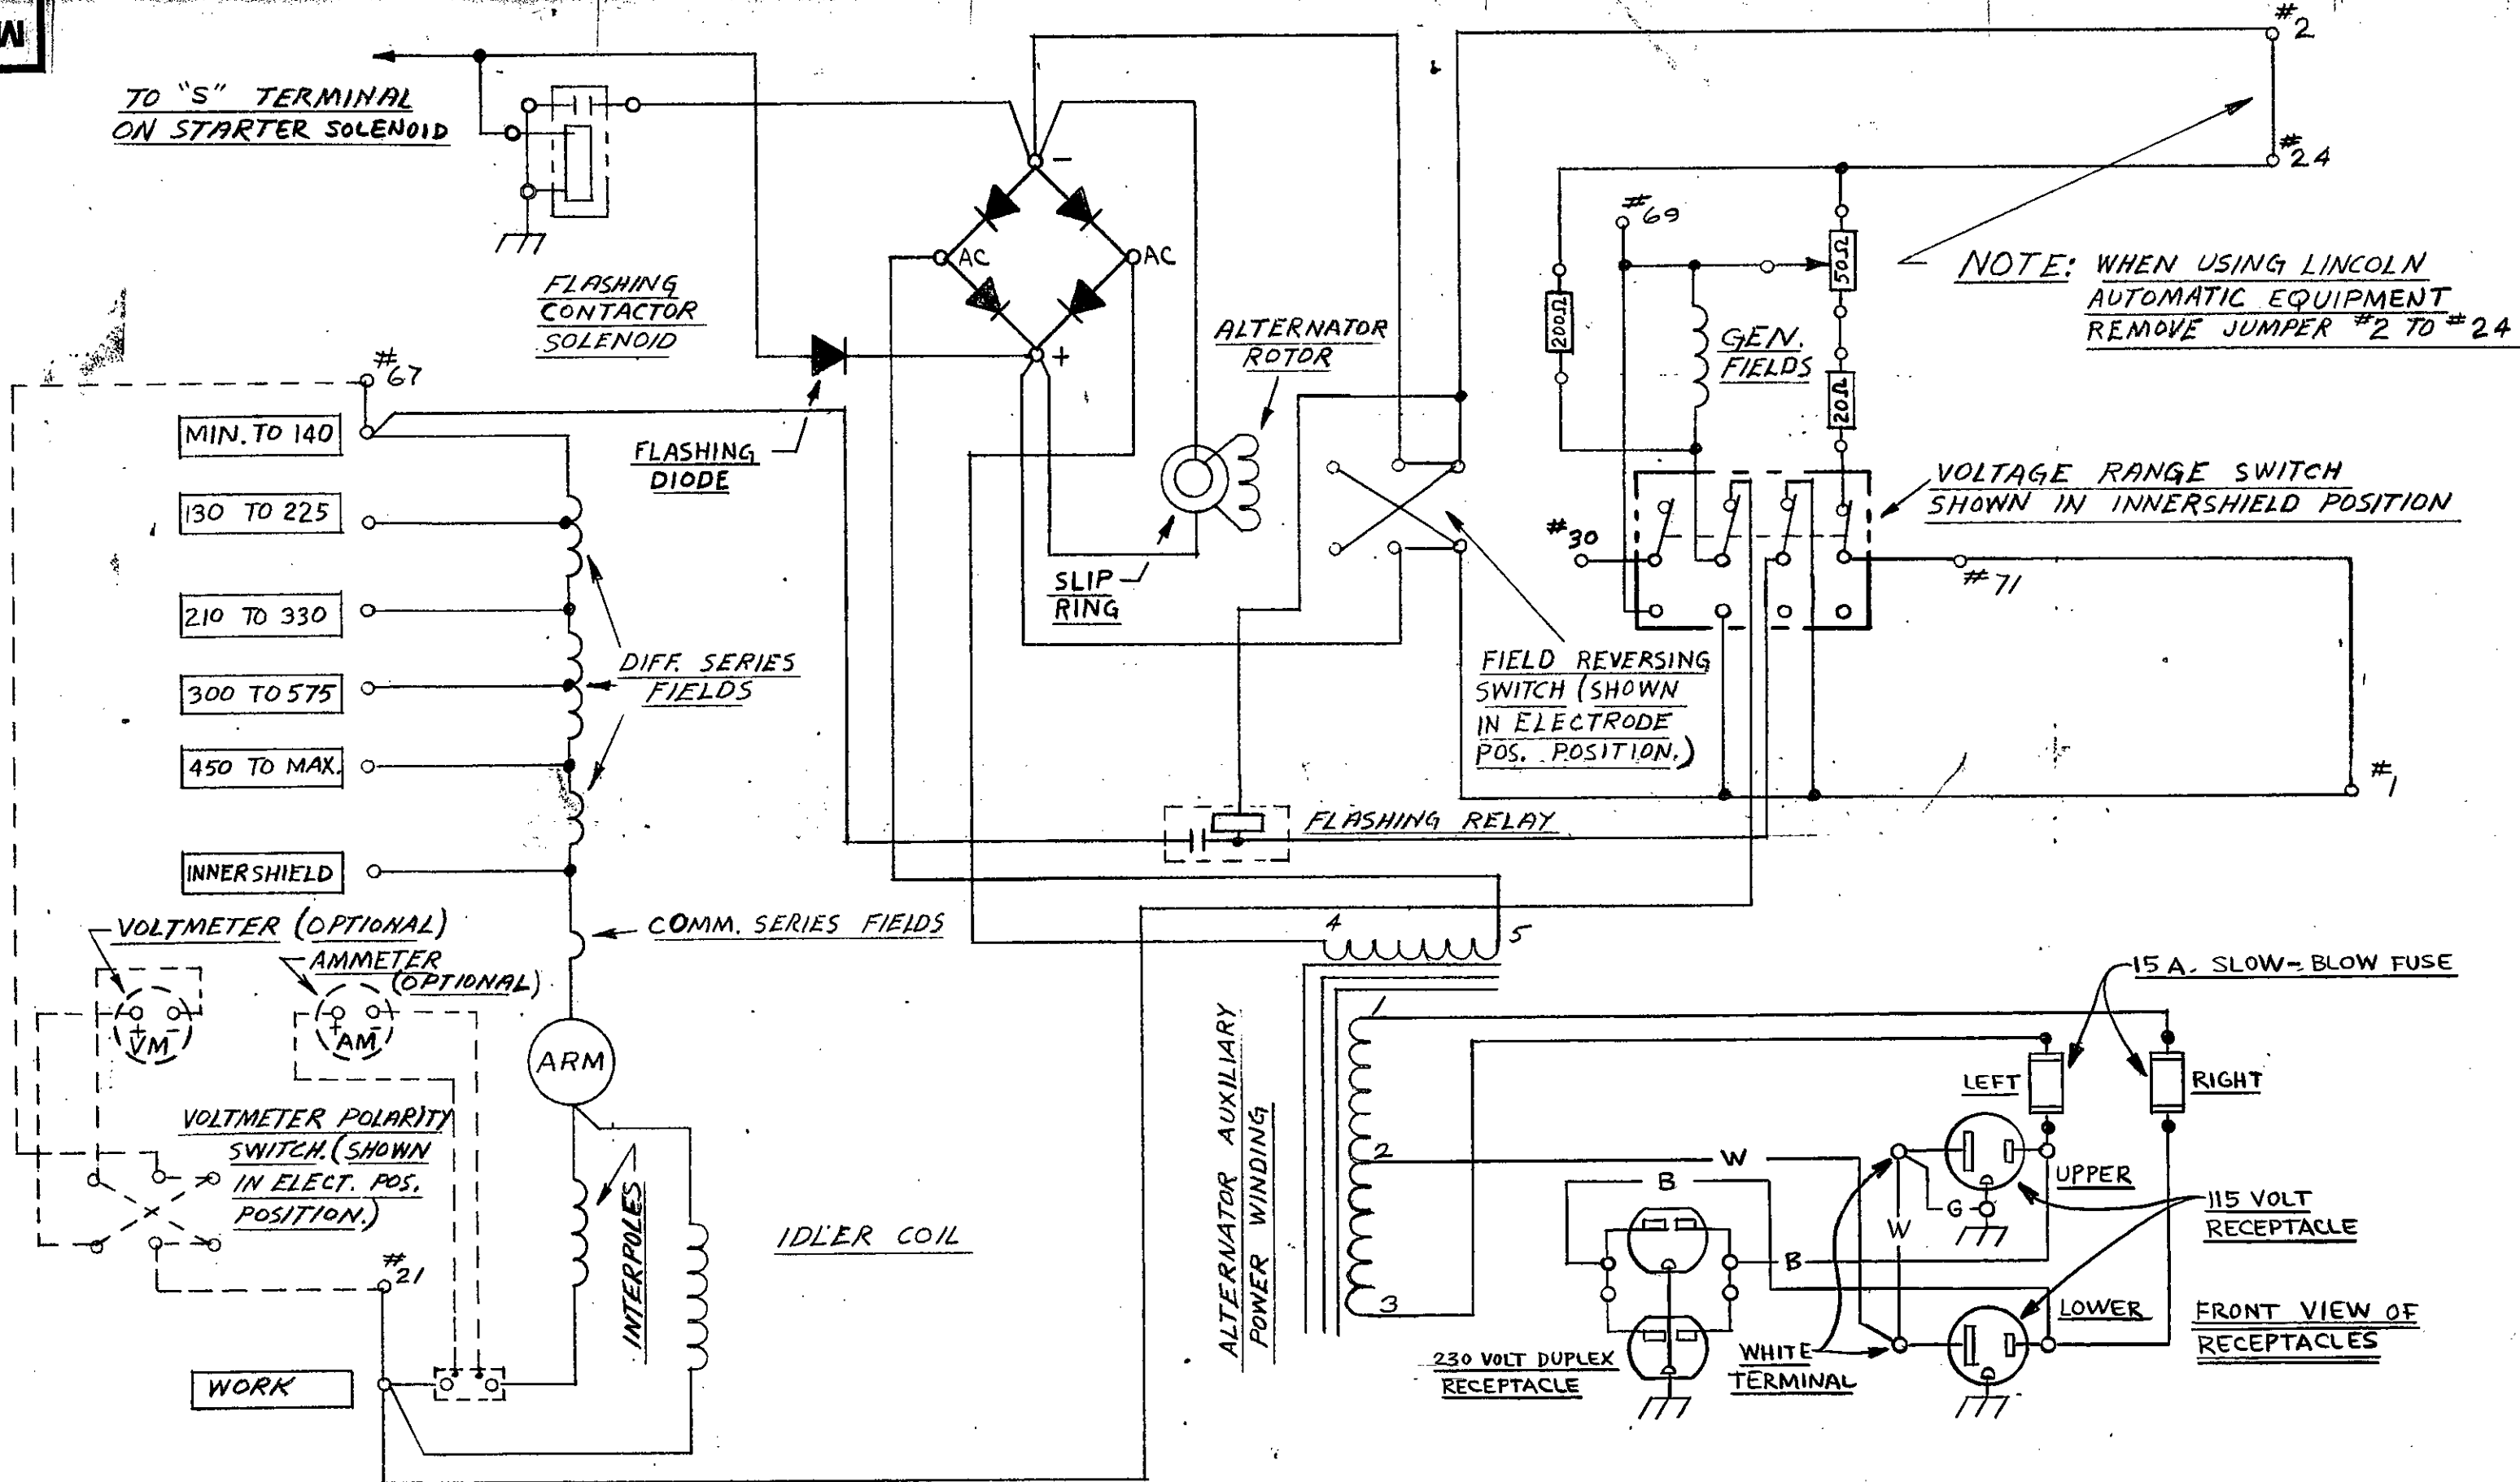 TO "S" TERMINAL
ON STARTER SOLENOID
FLASHING
CONTACTOR
SOLENOID
AC
AC
-
+
FLASHING
DIODE
ALTERNATOR
ROTOR
SLIP
RING
#2
#24
#69
50Ω
200Ω
20Ω
GEN.
FIELDS
NOTE: WHEN USING LINCOLN
AUTOMATIC EQUIPMENT
REMOVE JUMPER #2 TO #24
VOLTAGE RANGE SWITCH
SHOWN IN INNERSHIELD POSITION
#30
#71
#1
FIELD REVERSING
SWITCH (SHOWN
IN ELECTRODE
POS. POSITION.)
FLASHING RELAY
#67
MIN. TO 140
130 TO 225
210 TO 330
300 TO 575
450 TO MAX.
INNERSHIELD
DIFF. SERIES
FIELDS
COMM. SERIES FIELDS
VOLTMETER (OPTIONAL)
AMMETER
(OPTIONAL)
+ -
VM
+ -
AM
ARM
VOLTMETER POLARITY
SWITCH. (SHOWN
IN ELECT. POS.
POSITION.)
#21
WORK
INTERPOLES
IDLER COIL
ALTERNATOR AUXILIARY
POWER WINDING
4
5
1
2
3
W
B
B
W
G
15 A. SLOW-BLOW FUSE
LEFT
RIGHT
UPPER
115 VOLT
RECEPTACLE
LOWER
230 VOLT DUPLEX
RECEPTACLE
WHITE
TERMINAL
FRONT VIEW OF
RECEPTACLES